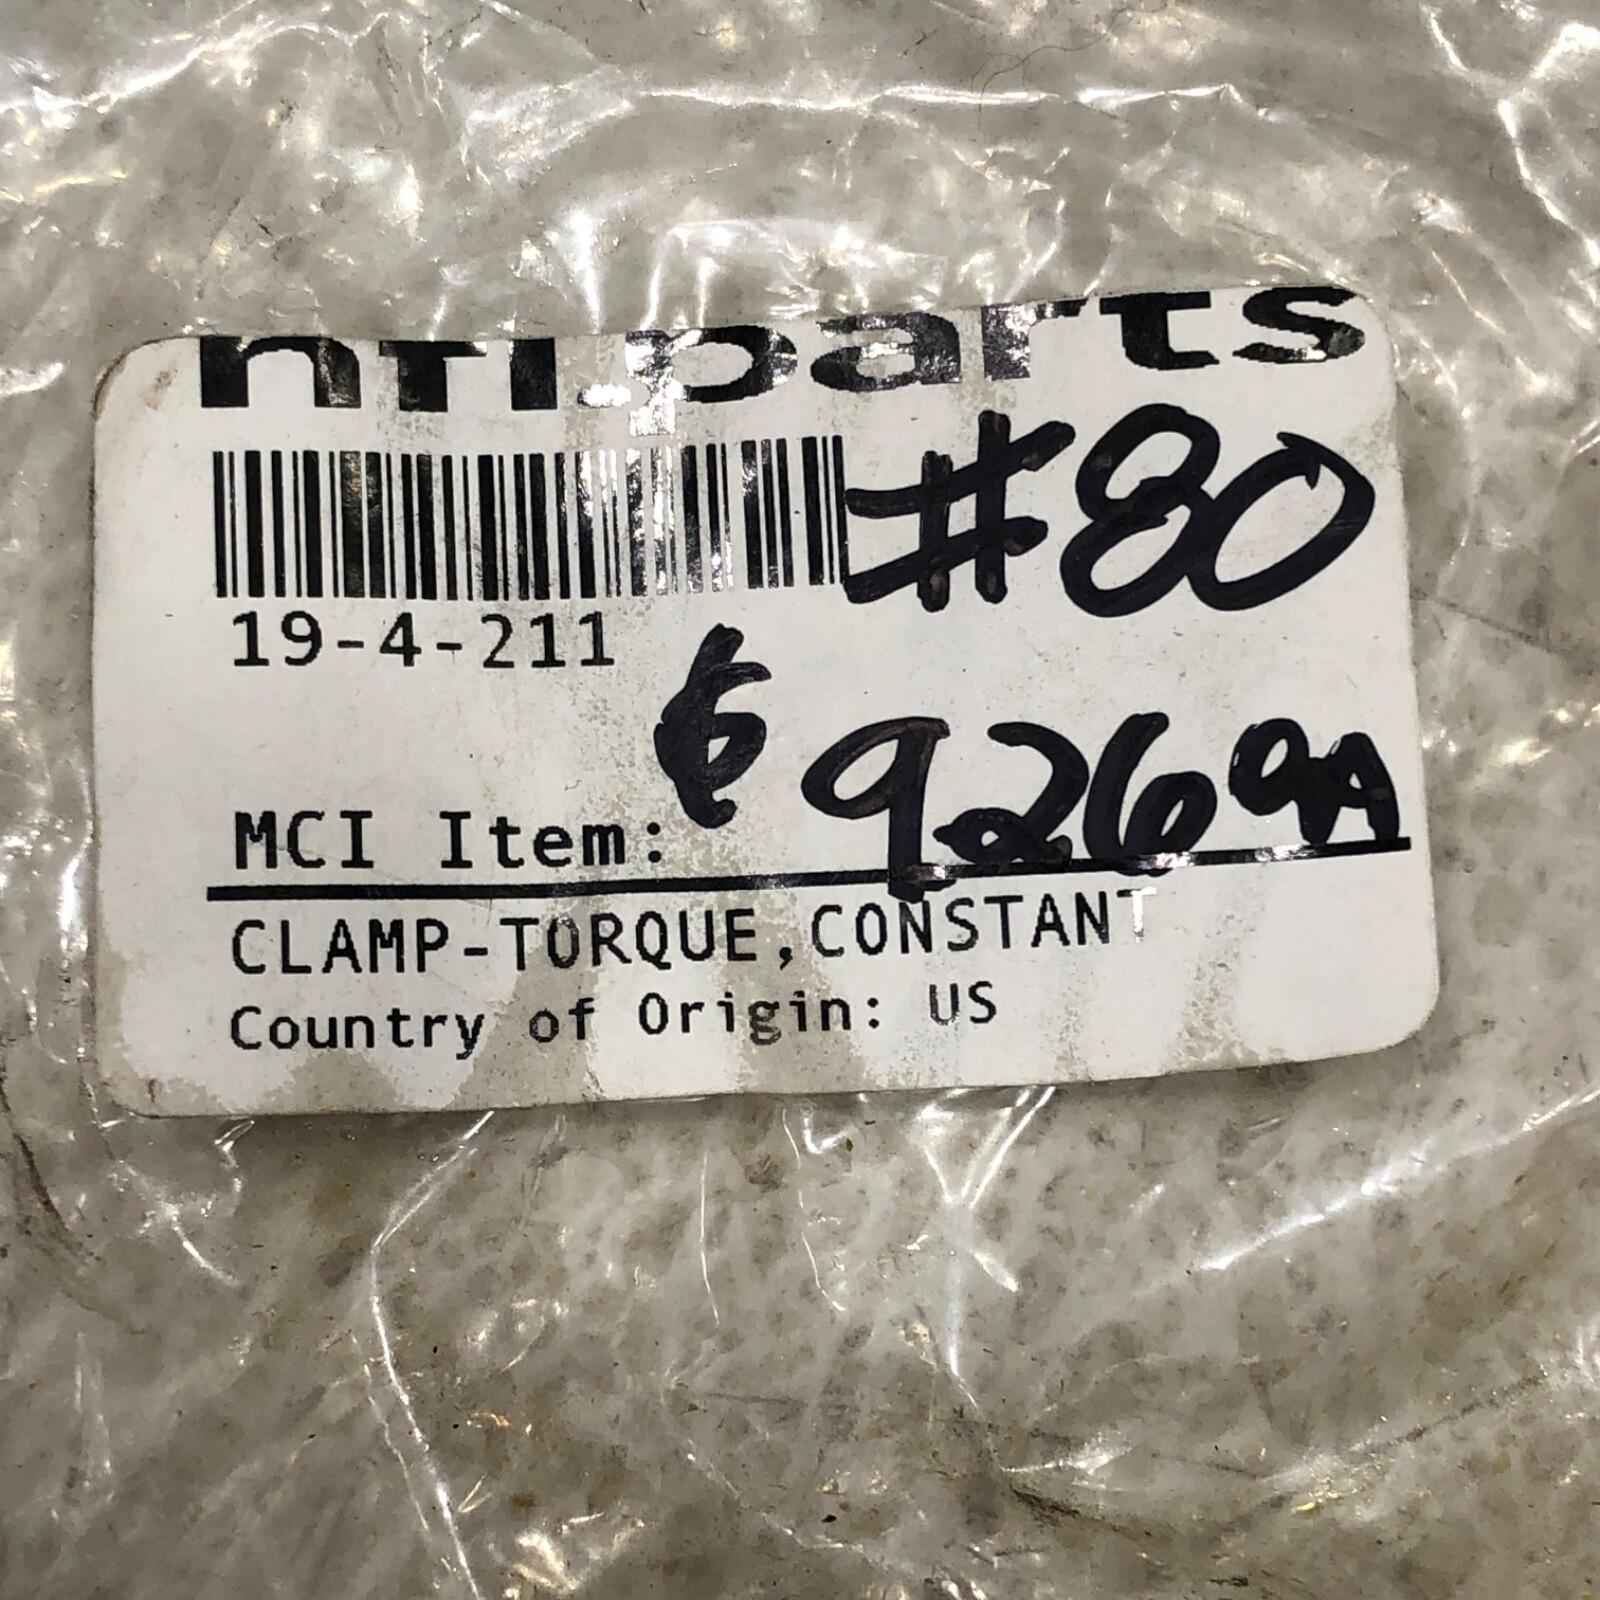 nfi.parts
#80
19-4-211
MCI Item:
9269A
CLAMP-TORQUE,CONSTANT
Country of Origin: US